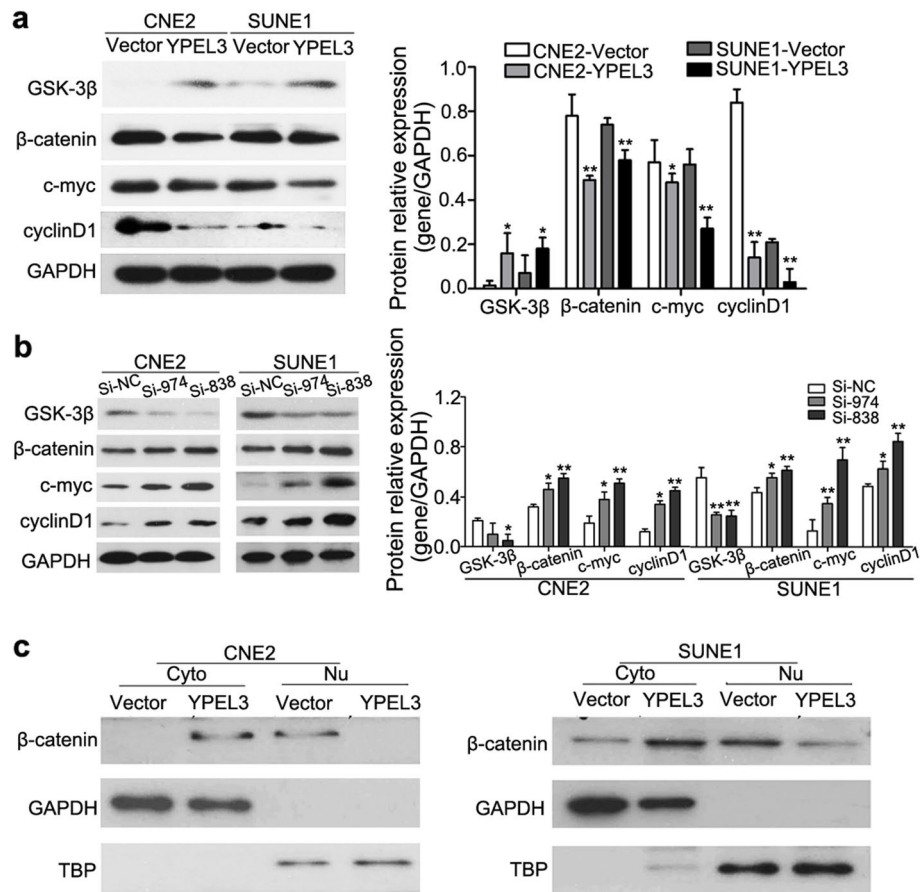 a
CNE2 SUNE1
Vector YPEL3 Vector YPEL3
GSK-3β
β-catenin
c-myc
cyclinD1
GAPDH
CNE2-Vector SUNE1-Vector
CNE2-YPEL3 SUNE1-YPEL3
Protein relative expression
(gene/GAPDH)
1.0
0.8
0.6
0.4
0.2
0.0
* *
** **
* **
** **
GSK-3β β-catenin c-myc cyclinD1
b
CNE2 SUNE1
Si-NC Si-974 Si-838 Si-NC Si-974 Si-838
GSK-3β
β-catenin
c-myc
cyclinD1
GAPDH
Si-NC
Si-974
Si-838
Protein relative expression
(gene/GAPDH)
1.2
0.8
0.4
0.0
* * ** * ** * ** ** ** * ** ** ** * **
GSK-3β β-catenin c-myc cyclinD1 GSK-3β β-catenin c-myc cyclinD1
CNE2 SUNE1
c
CNE2
Cyto Nu
Vector YPEL3 Vector YPEL3
β-catenin
GAPDH
TBP
SUNE1
Cyto Nu
Vector YPEL3 Vector YPEL3
β-catenin
GAPDH
TBP